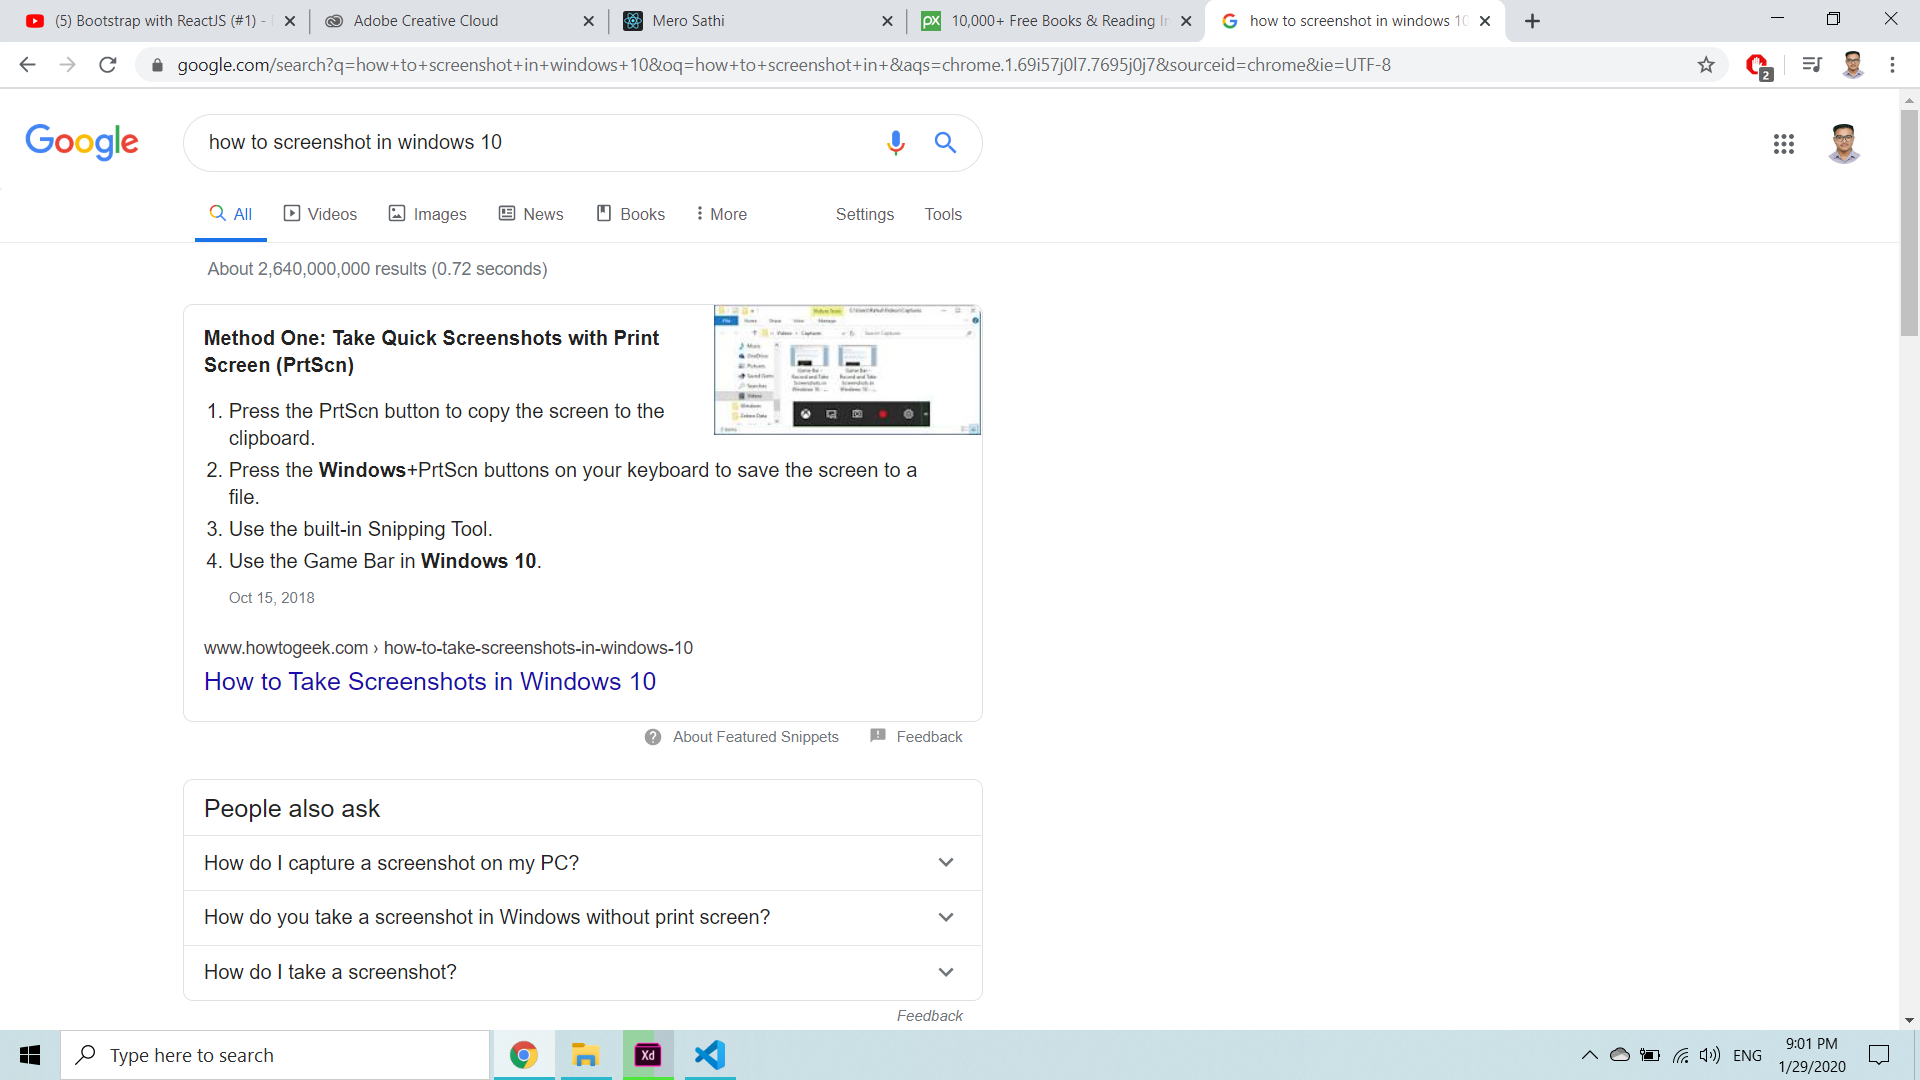 (5) Bootstrap with ReactJS (#1) -
Adobe Creative Cloud
Mero Sathi
10,000+ Free Books & Reading
how to screenshot in windows 10
google.com/search?q=how+to+screenshot+in+windows+10&oq=how+to+screenshot+in+&aqs=chrome.1.69i57j0l7.7695j0j7&sourceid=chrome&ie=UTF-8
2
Google
how to screenshot in windows 10
All
Videos
Images
News
Books
More
Settings
Tools
About 2,640,000,000 results (0.72 seconds)
Method One: Take Quick Screenshots with Print
Screen (PrtScn)
1. Press the PrtScn button to copy the screen to the
clipboard.
2. Press the Windows+PrtScn buttons on your keyboard to save the screen to a
file.
3. Use the built-in Snipping Tool.
4. Use the Game Bar in Windows 10.
Oct 15, 2018
www.howtogeek.com › how-to-take-screenshots-in-windows-10
How to Take Screenshots in Windows 10
About Featured Snippets
Feedback
People also ask
How do I capture a screenshot on my PC?
How do you take a screenshot in Windows without print screen?
How do I take a screenshot?
Feedback
Type here to search
Xd
ENG
9:01 PM
1/29/2020